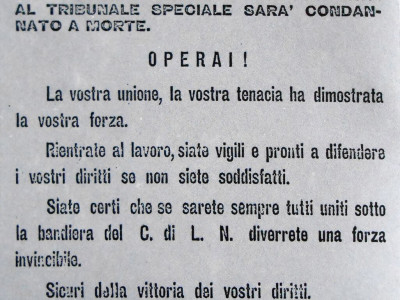 AL TRIBUNALE SPECIALE SARA' CONDAN-
NATO A MORTE.
OPERAI!
La vostra unione, la vostra tenacia ha dimostrata
la vostra forza.
Rientrate al lavoro, siate vigili e pronti a difendere
i vostri diritti se non siete soddisfatti.
Siate certi che se sarete sempre tutti uniti sotto
la bandiera del C. di L. N. diverrete una forza
invincibile.
Sicuri della vittoria dei vostri diritti.